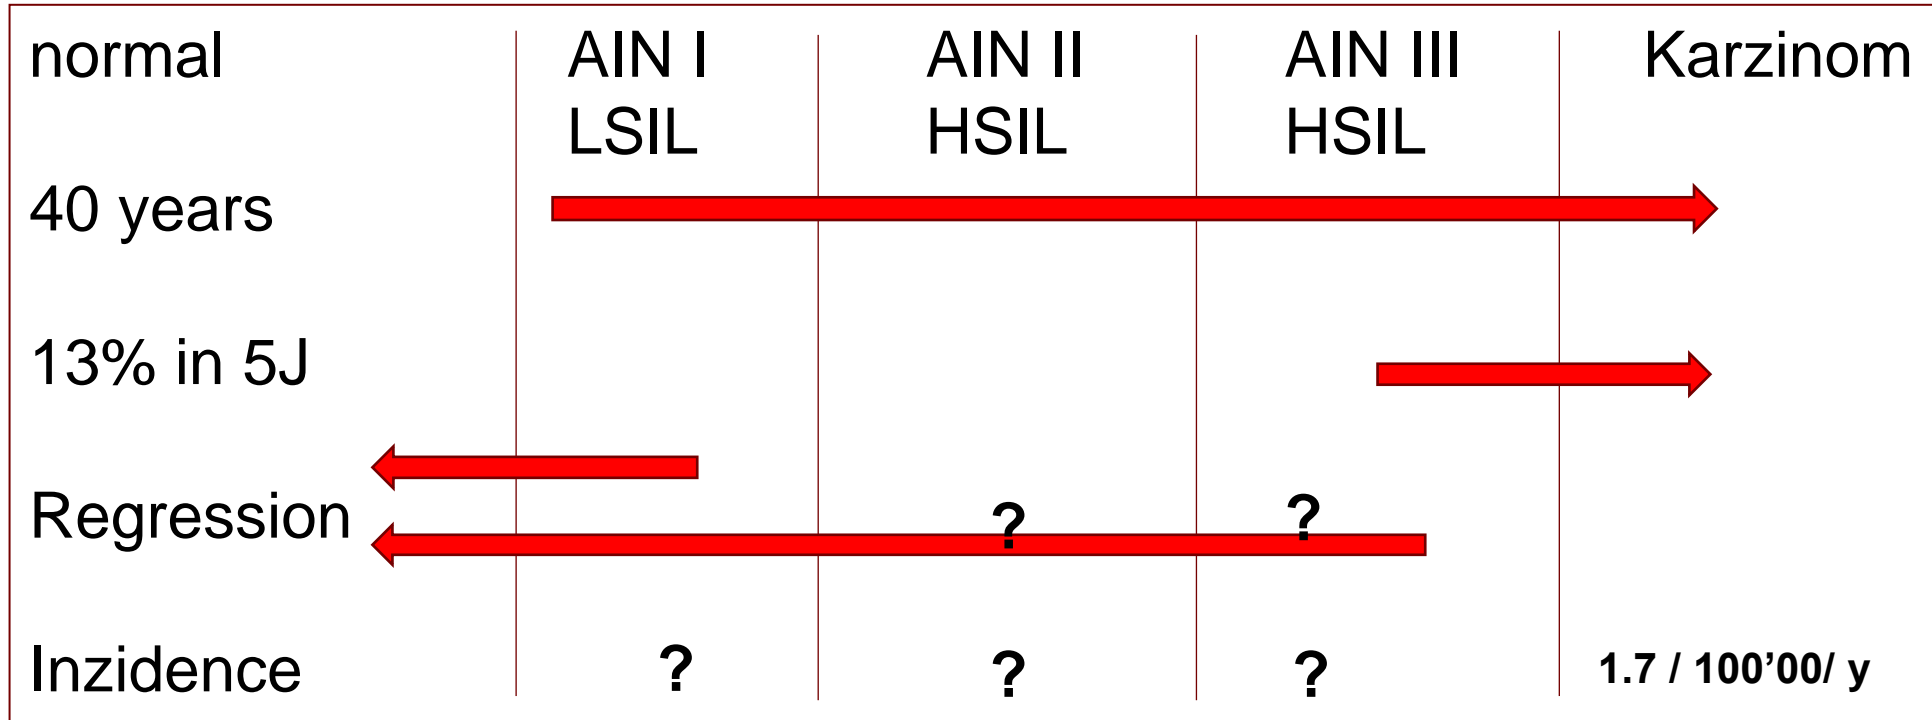 normal AIN I AIN II AIN III Karzinom
LSIL HSIL HSIL
40 years
13% in 5J
Regression ? ?
Inzidence ? ? ? 1.7 / 100’00/ y